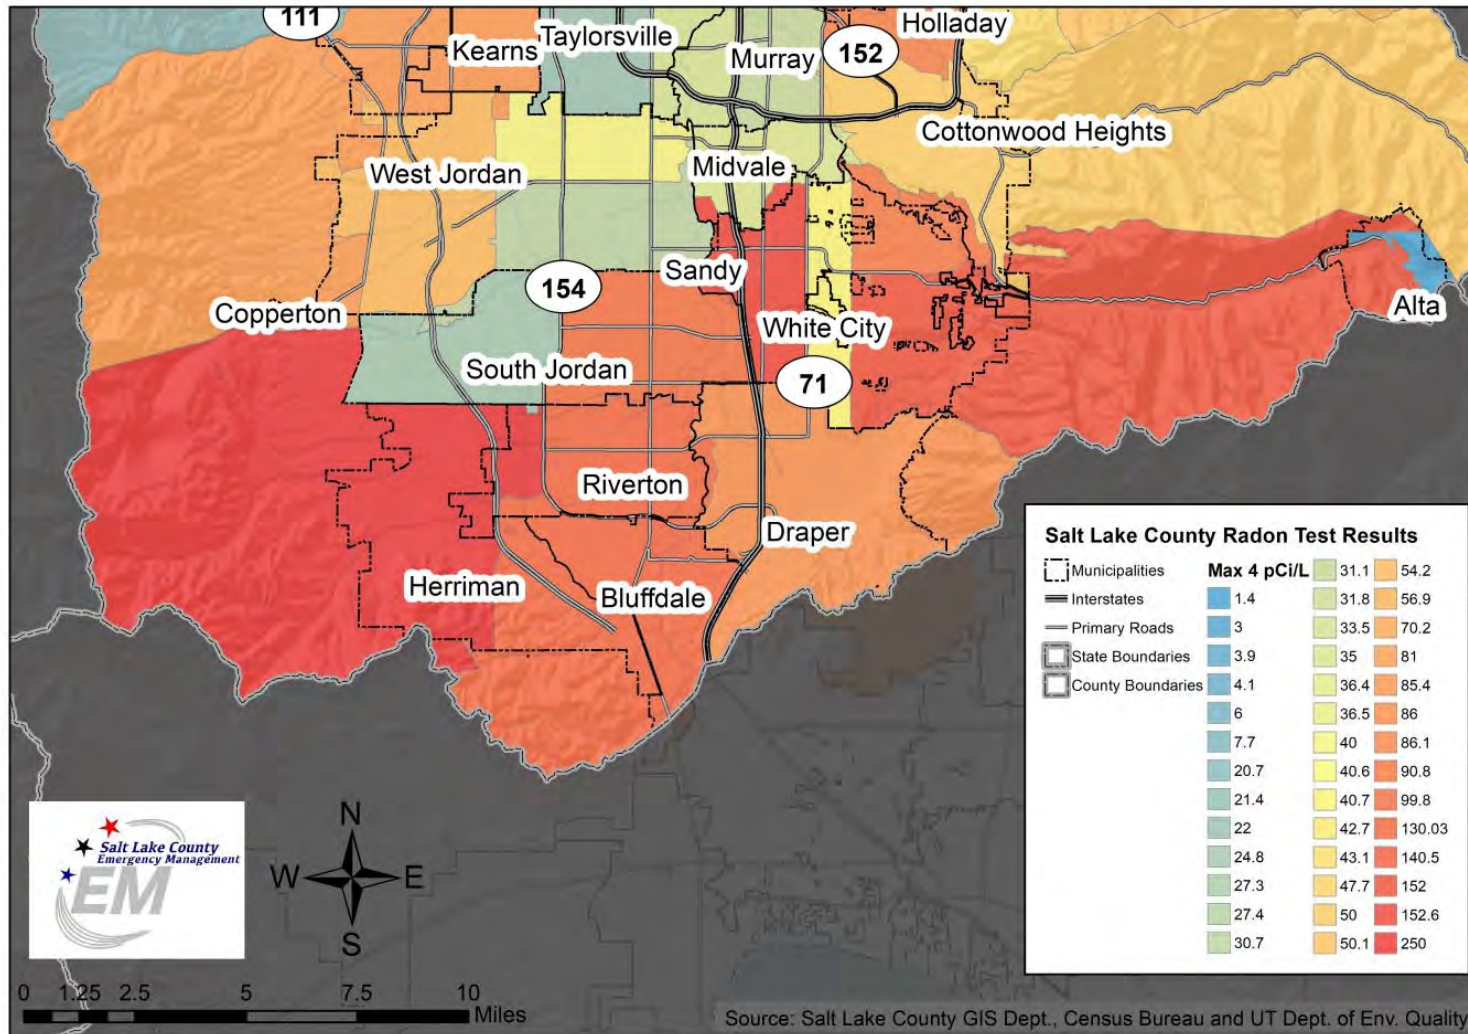 111
Taylorsville
Holladay
Kearns
Murray
152
Cottonwood Heights
West Jordan
Midvale
Sandy
154
Copperton
White City
Alta
South Jordan
71
Riverton
Draper
Herriman
Bluffdale
Salt Lake County Radon Test Results
Municipalities
Interstates
Primary Roads
State Boundaries
County Boundaries
Max 4 pCi/L
1.4
3
3.9
4.1
6
7.7
20.7
21.4
22
24.8
27.3
27.4
30.7
31.1
31.8
33.5
35
36.4
36.5
40
40.6
40.7
42.7
43.1
47.7
50
50.1
54.2
56.9
70.2
81
85.4
86
86.1
90.8
99.8
130.03
140.5
152
152.6
250
Salt Lake County
Emergency Management
EM
N
W E
S
0 1.25 2.5 5 7.5 10
Miles
Source: Salt Lake County GIS Dept., Census Bureau and UT Dept. of Env. Quality